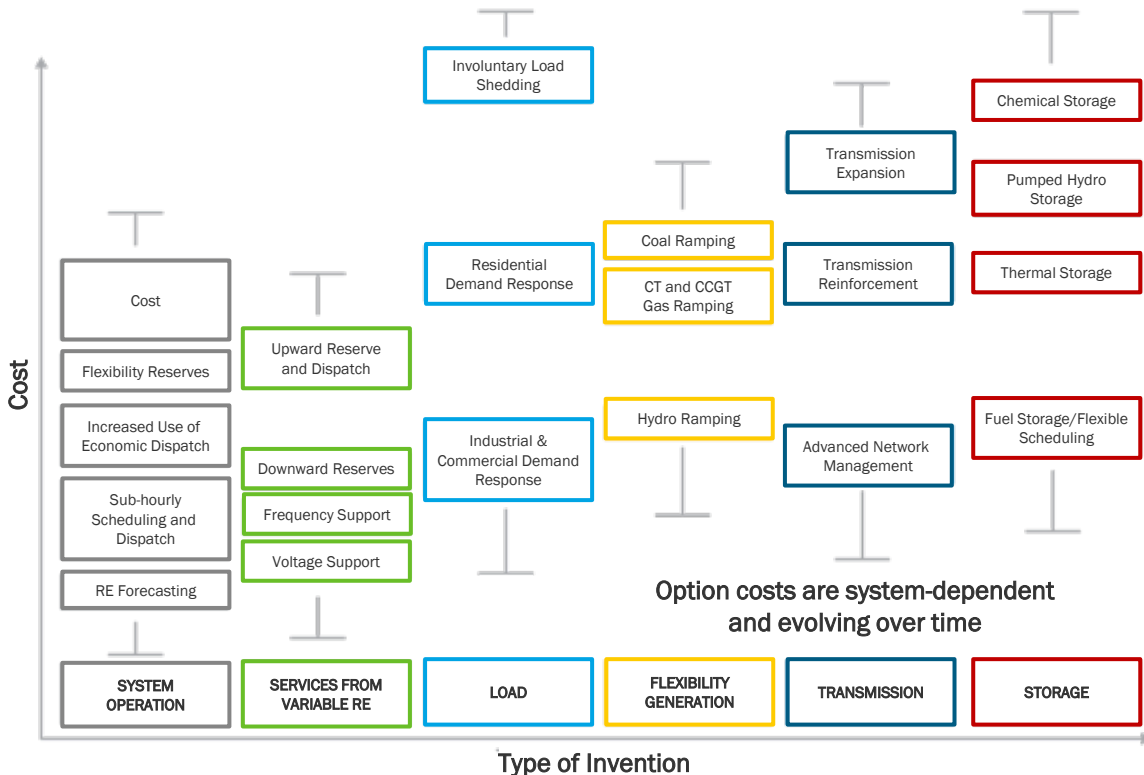 Cost
Cost
Flexibility Reserves
Increased Use of
Economic Dispatch
Sub-hourly
Scheduling and
Dispatch
RE Forecasting
SYSTEM
OPERATION
Upward Reserve
and Dispatch
Downward Reserves
Frequency Support
Voltage Support
SERVICES FROM
VARIABLE RE
Involuntary Load
Shedding
Residential
Demand Response
Industrial &
Commercial Demand
Response
LOAD
Coal Ramping
CT and CCGT
Gas Ramping
Hydro Ramping
FLEXIBILITY
GENERATION
Transmission
Expansion
Transmission
Reinforcement
Advanced Network
Management
TRANSMISSION
Chemical Storage
Pumped Hydro
Storage
Thermal Storage
Fuel Storage/Flexible
Scheduling
STORAGE
Option costs are system-dependent
and evolving over time
Type of Invention